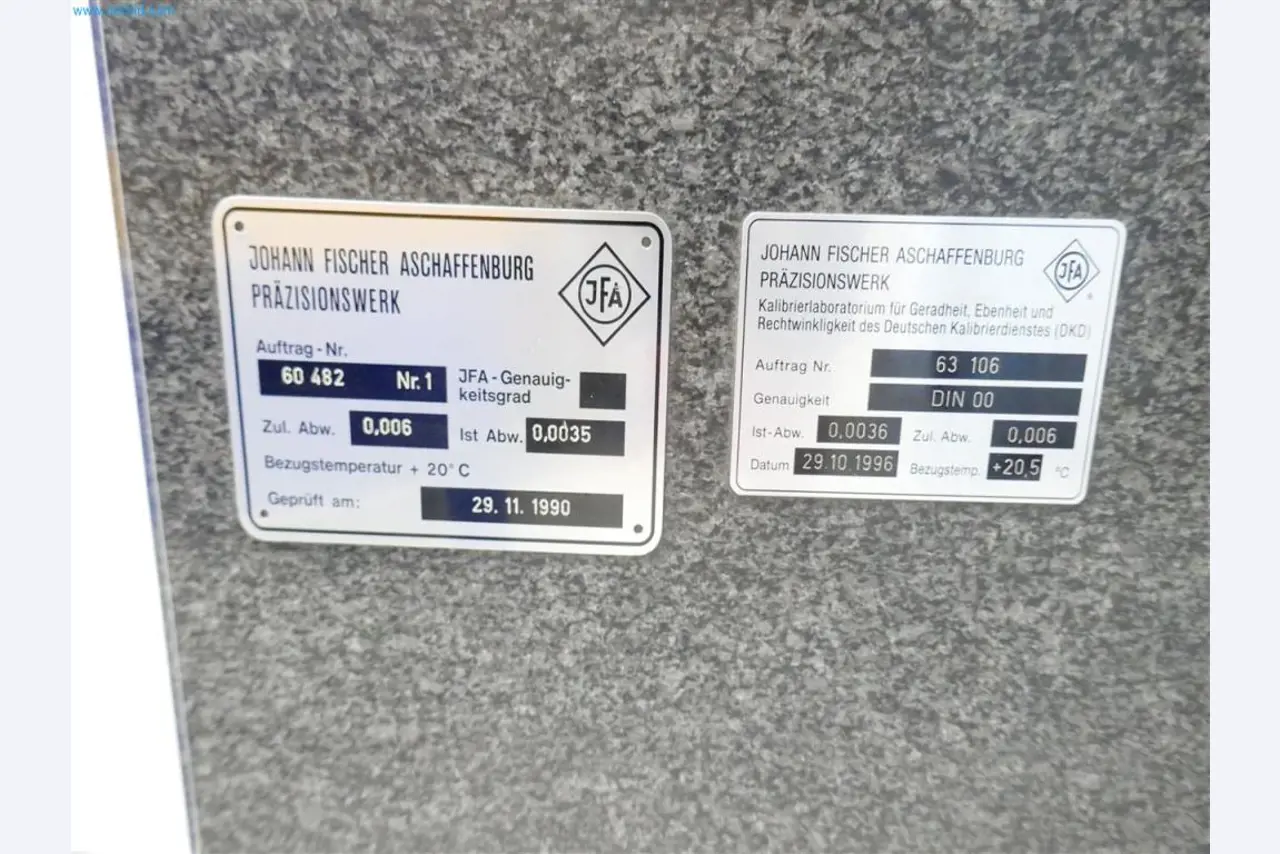 JOHANN FISCHER ASCHAFFENBURG
PRÄZISIONSWERK
JFA
Auftrag-Nr.
60 482 Nr. 1
JFA-Genauig-
keitsgrad
Zul. Abw. 0,006 Ist Abw. 0,0035
Bezugstemperatur + 20° C
Geprüft am: 29. 11. 1990
JOHANN FISCHER ASCHAFFENBURG
PRÄZISIONSWERK
JFA
Kalibrierlaboratorium für Geradheit, Ebenheit und
Rechtwinkligkeit des Deutschen Kalibrierdienstes (DKD)
Auftrag Nr. 63 106
Genauigkeit DIN 00
Ist-Abw. 0,0036 Zul. Abw. 0,006
Datum 29.10.1996 Bezugstemp. +20,5 °C